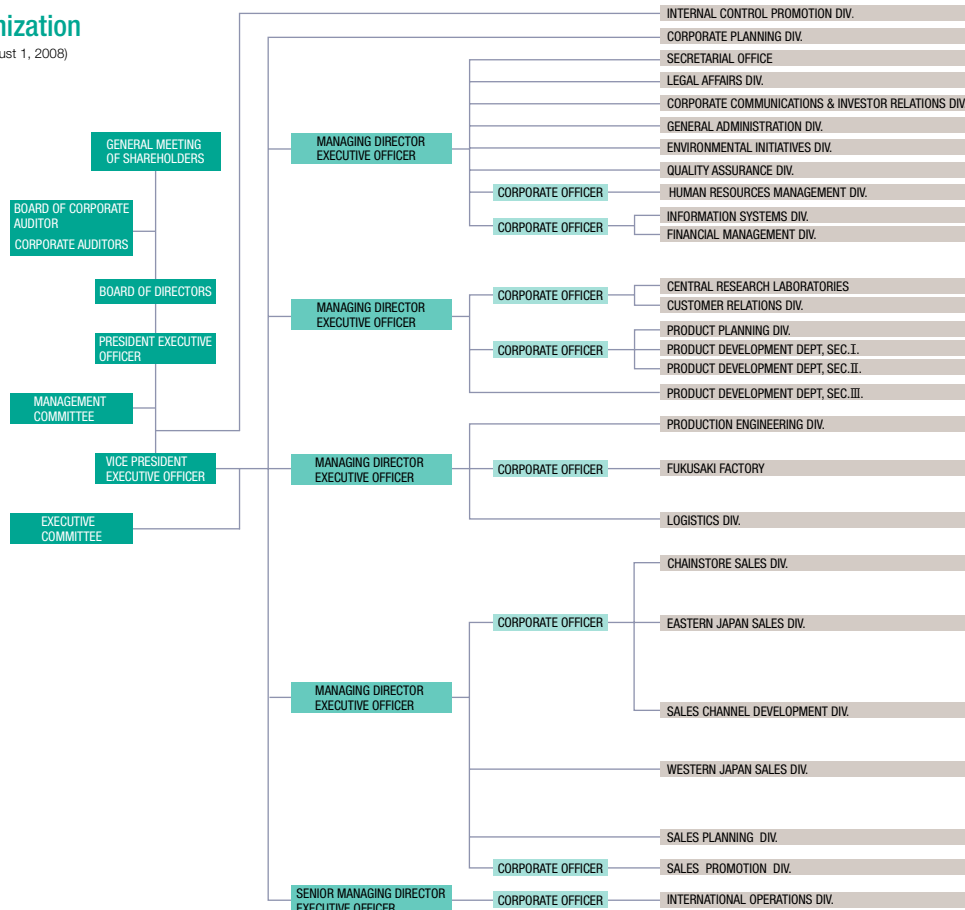 nization
ust 1, 2008)
GENERAL MEETING
OF SHAREHOLDERS
BOARD OF CORPORATE
AUDITOR
CORPORATE AUDITORS
BOARD OF DIRECTORS
PRESIDENT EXECUTIVE
OFFICER
MANAGEMENT
COMMITTEE
VICE PRESIDENT
EXECUTIVE OFFICER
EXECUTIVE
COMMITTEE
INTERNAL CONTROL PROMOTION DIV.
CORPORATE PLANNING DIV.
MANAGING DIRECTOR
EXECUTIVE OFFICER
SECRETARIAL OFFICE
LEGAL AFFAIRS DIV.
CORPORATE COMMUNICATIONS & INVESTOR RELATIONS DIV
GENERAL ADMINISTRATION DIV.
ENVIRONMENTAL INITIATIVES DIV.
QUALITY ASSURANCE DIV.
CORPORATE OFFICER
HUMAN RESOURCES MANAGEMENT DIV.
CORPORATE OFFICER
INFORMATION SYSTEMS DIV.
FINANCIAL MANAGEMENT DIV.
MANAGING DIRECTOR
EXECUTIVE OFFICER
CORPORATE OFFICER
CENTRAL RESEARCH LABORATORIES
CUSTOMER RELATIONS DIV.
CORPORATE OFFICER
PRODUCT PLANNING DIV.
PRODUCT DEVELOPMENT DEPT, SEC.Ⅰ.
PRODUCT DEVELOPMENT DEPT, SEC.Ⅱ.
PRODUCT DEVELOPMENT DEPT, SEC.Ⅲ.
MANAGING DIRECTOR
EXECUTIVE OFFICER
PRODUCTION ENGINEERING DIV.
CORPORATE OFFICER
FUKUSAKI FACTORY
LOGISTICS DIV.
MANAGING DIRECTOR
EXECUTIVE OFFICER
CORPORATE OFFICER
CHAINSTORE SALES DIV.
EASTERN JAPAN SALES DIV.
SALES CHANNEL DEVELOPMENT DIV.
WESTERN JAPAN SALES DIV.
SALES PLANNING DIV.
CORPORATE OFFICER
SALES PROMOTION DIV.
SENIOR MANAGING DIRECTOR
EXECUTIVE OFFICER
CORPORATE OFFICER
INTERNATIONAL OPERATIONS DIV.